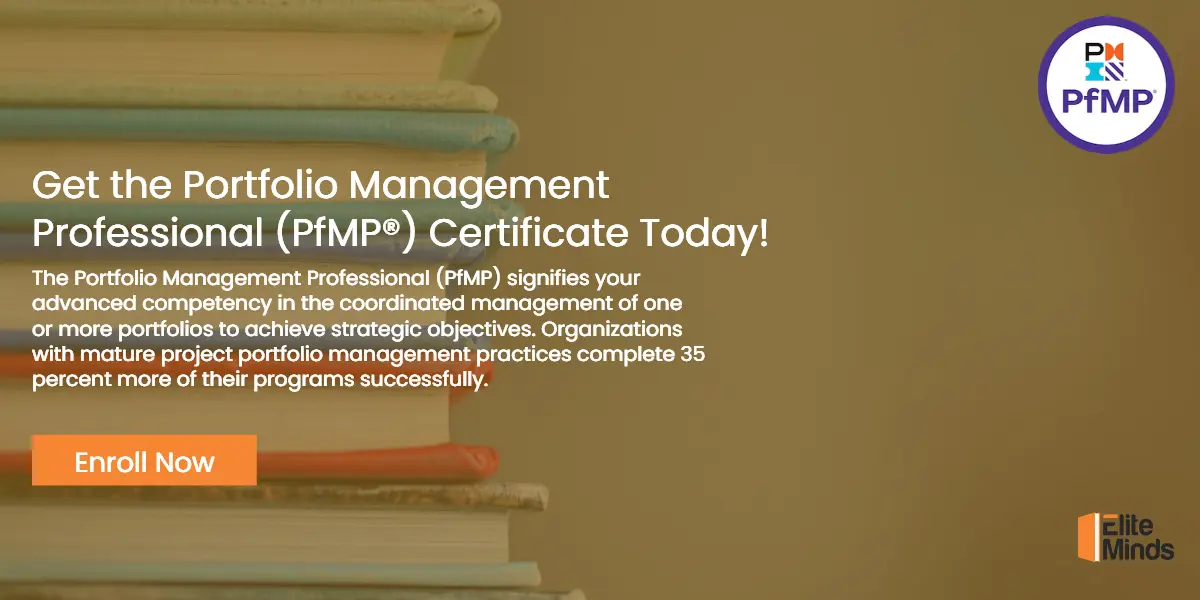 PMI
PfMP®
Get the Portfolio Management
Professional (PfMP®) Certificate Today!
The Portfolio Management Professional (PfMP) signifies your
advanced competency in the coordinated management of one
or more portfolios to achieve strategic objectives. Organizations
with mature project portfolio management practices complete 35
percent more of their programs successfully.
Enroll Now
Elite
Minds